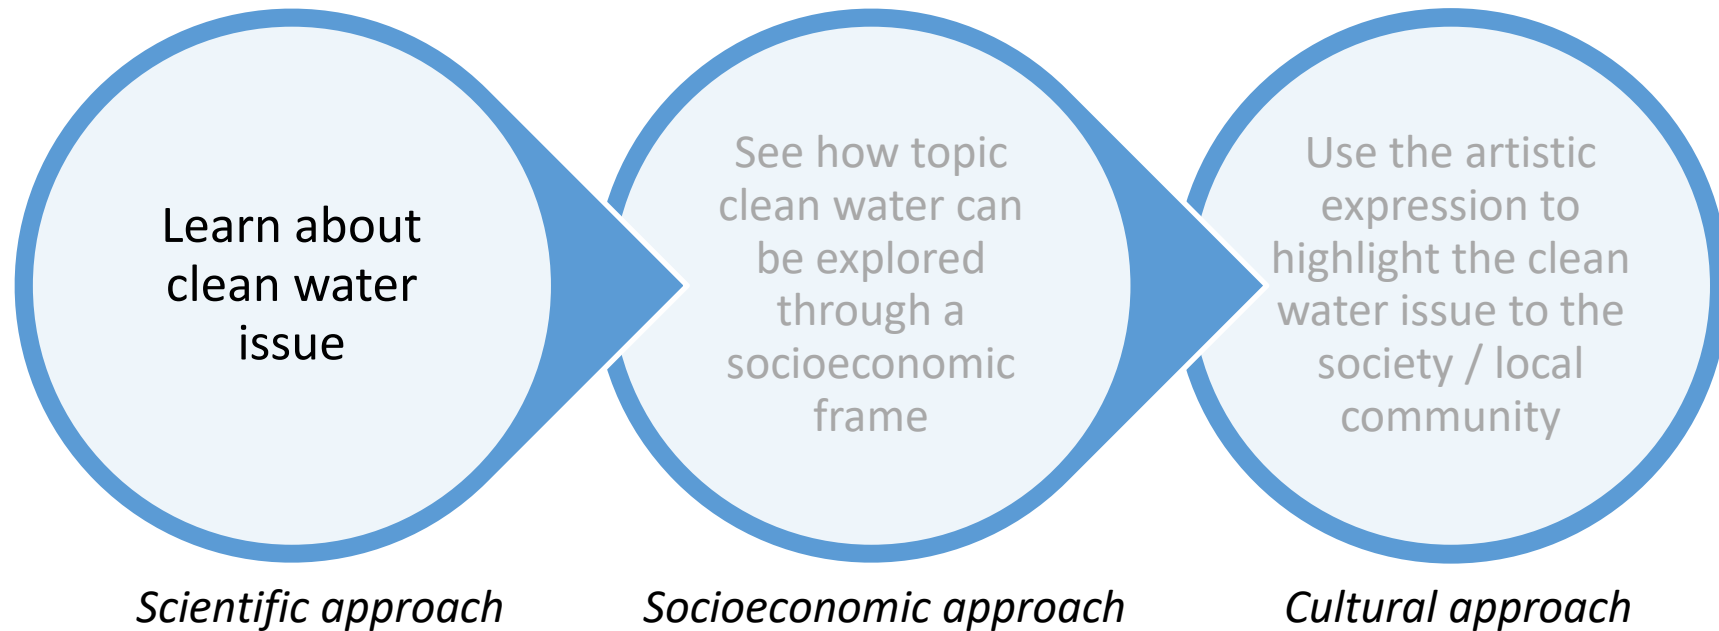 Learn about
clean water
issue
See how topic
clean water can
be explored
through a
socioeconomic
frame
Use the artistic
expression to
highlight the clean
water issue to the
society / local
community
Scientific approach
Socioeconomic approach
Cultural approach